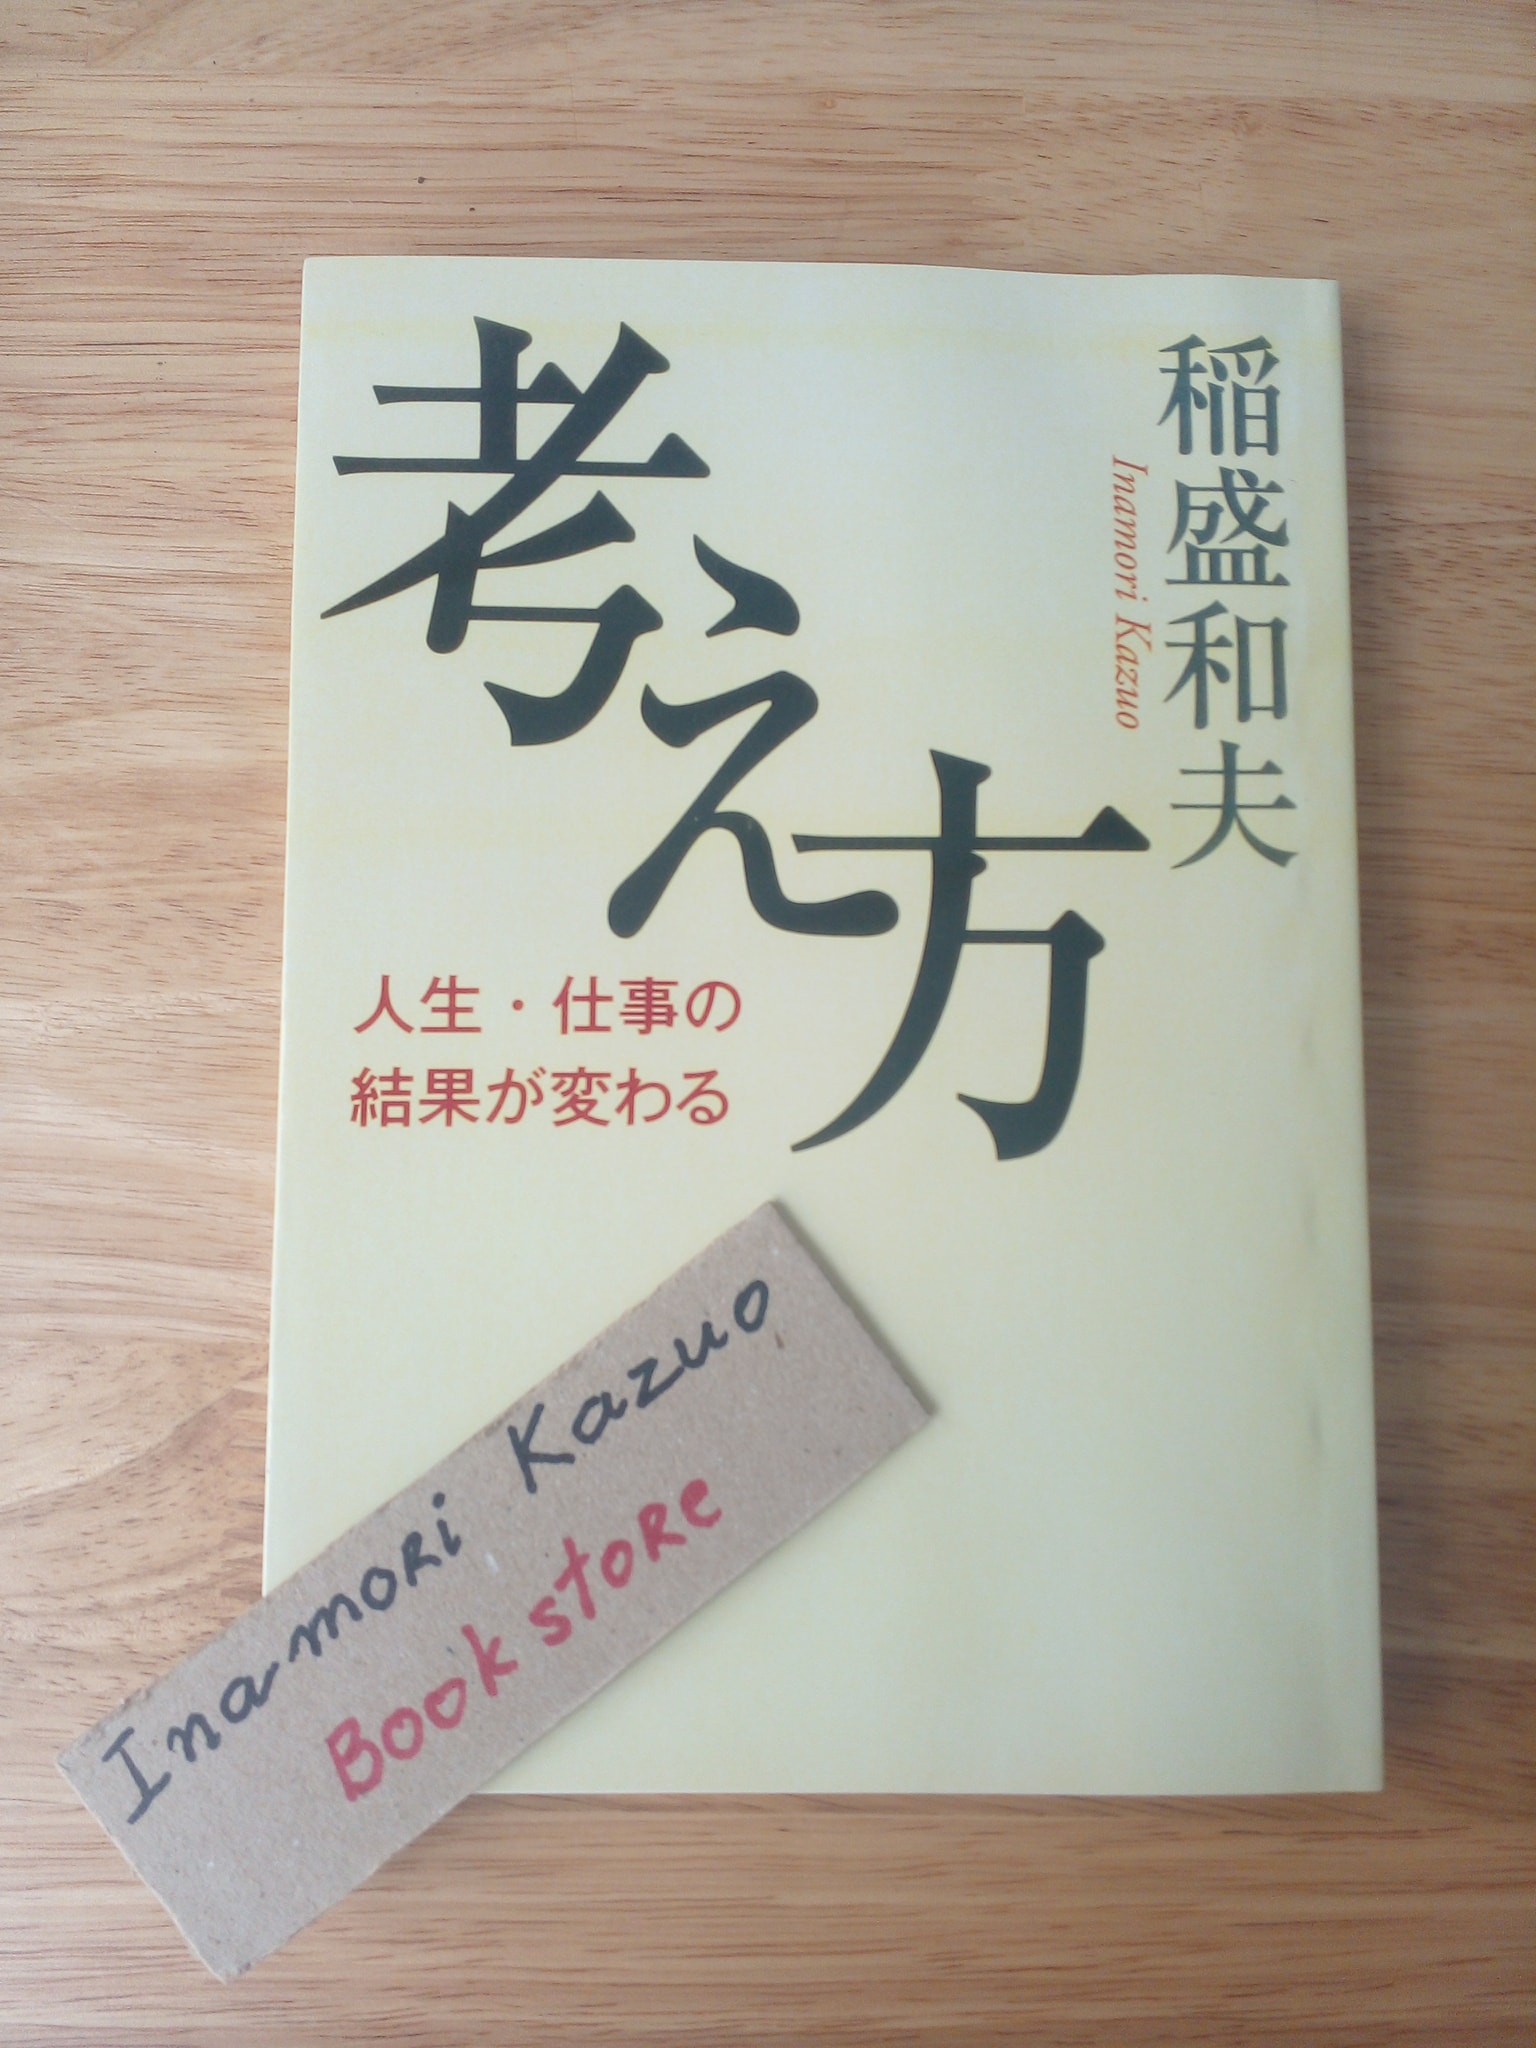 稲盛和夫
Inamori Kazuo
考え方
人生・仕事の
結果が変わる
Inamori Kazuo
Book store